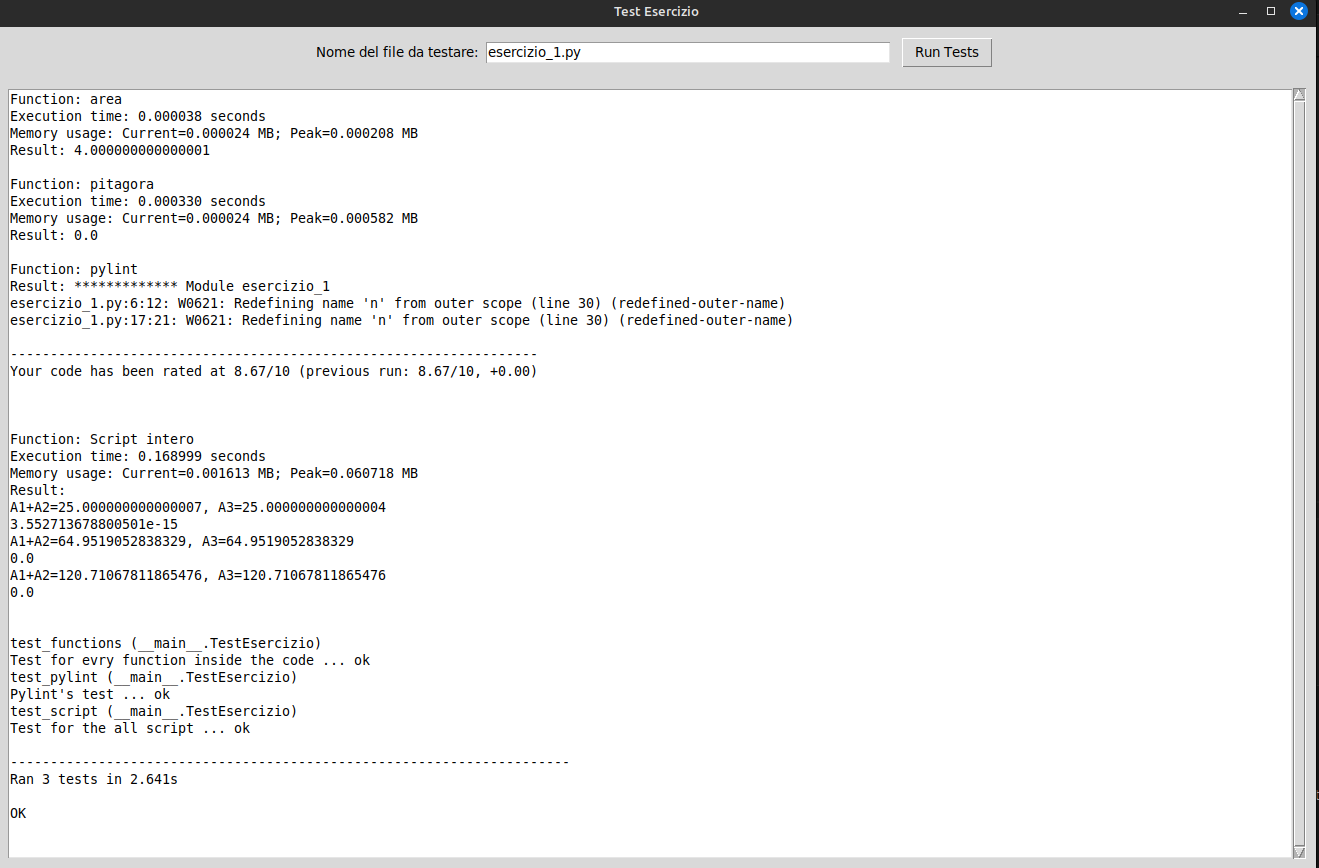 Test Esercizio
Nome del file da testare: esercizio_1.py Run Tests
Function: area
Execution time: 0.000038 seconds
Memory usage: Current=0.000024 MB; Peak=0.000208 MB
Result: 4.000000000000001
Function: pitagora
Execution time: 0.000330 seconds
Memory usage: Current=0.000024 MB; Peak=0.000582 MB
Result: 0.0
Function: pylint
Result: ************* Module esercizio_1
esercizio_1.py:6:12: W0621: Redefining name 'n' from outer scope (line 30) (redefined-outer-name)
esercizio_1.py:17:21: W0621: Redefining name 'n' from outer scope (line 30) (redefined-outer-name)
------------------------------------------------------------------
Your code has been rated at 8.67/10 (previous run: 8.67/10, +0.00)
Function: Script intero
Execution time: 0.168999 seconds
Memory usage: Current=0.001613 MB; Peak=0.060718 MB
Result:
A1+A2=25.000000000000007, A3=25.000000000000004
3.552713678800501e-15
A1+A2=64.9519052838329, A3=64.9519052838329
0.0
A1+A2=120.71067811865476, A3=120.71067811865476
0.0
test_functions (__main__.TestEsercizio)
Test for evry function inside the code ... ok
test_pylint (__main__.TestEsercizio)
Pylint's test ... ok
test_script (__main__.TestEsercizio)
Test for the all script ... ok
----------------------------------------------------------------------
Ran 3 tests in 2.641s
OK